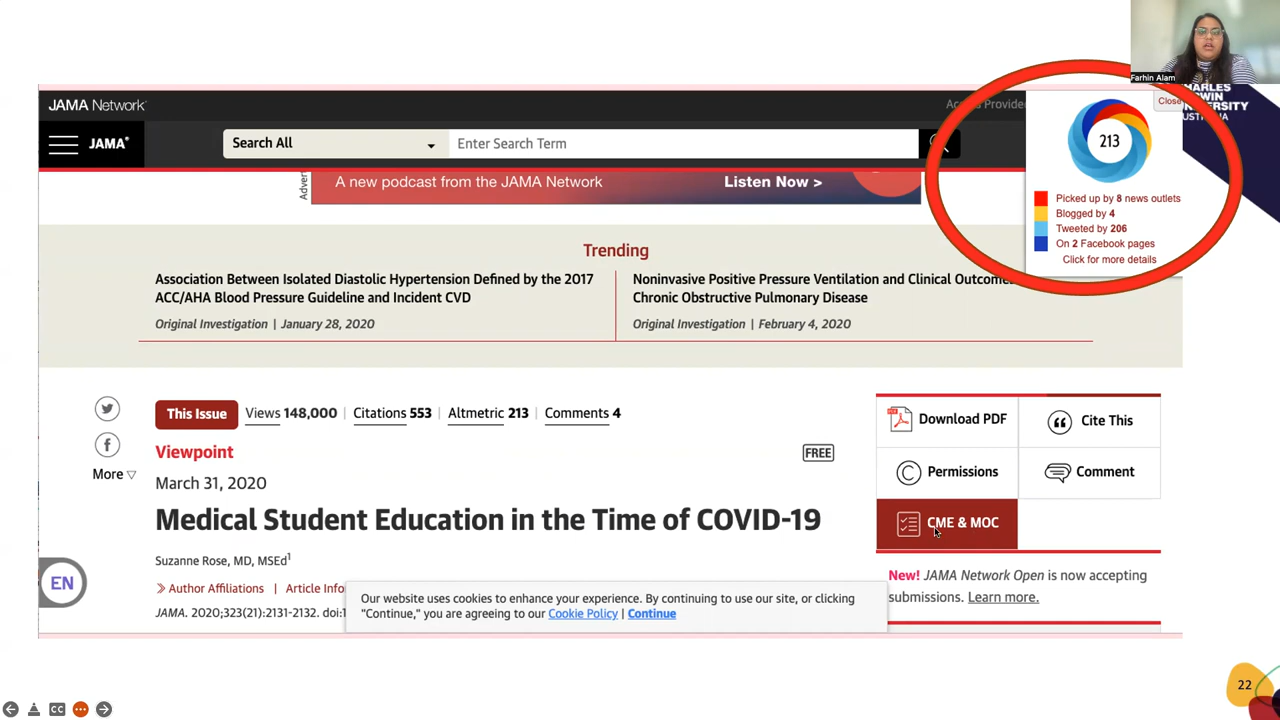 Farhin Alam
JAMA Network
Close
HARLES
WIN
VERSITY
AUSTRALIA
JAMA
Search All
Enter Search Term
213
Picked up by 8 news outlets
Blogged by 4
Tweeted by 206
On 2 Facebook pages
Click for more details
A new podcast from the JAMA Network
Listen Now >
Trending
Association Between Isolated Diastolic Hypertension Defined by the 2017
ACC/AHA Blood Pressure Guideline and Incident CVD
Original Investigation | January 28, 2020
Noninvasive Positive Pressure Ventilation and Clinical Outcome
Chronic Obstructive Pulmonary Disease
Original Investigation | February 4, 2020
This Issue
Views 148,000
Citations 553
Altmetric 213
Comments 4
Viewpoint
FREE
March 31, 2020
Medical Student Education in the Time of COVID-19
Suzanne Rose, MD, MSEd1
Author Affiliations | Article Info
JAMA. 2020;323(21):2131-2132. doi:1
More
EN
Our website uses cookies to enhance your experience. By continuing to use our site, or clicking
"Continue," you are agreeing to our Cookie Policy | Continue
Download PDF
Cite This
Permissions
Comment
CME & MOC
New! JAMA Network Open is now accepting
submissions. Learn more.
22
CC